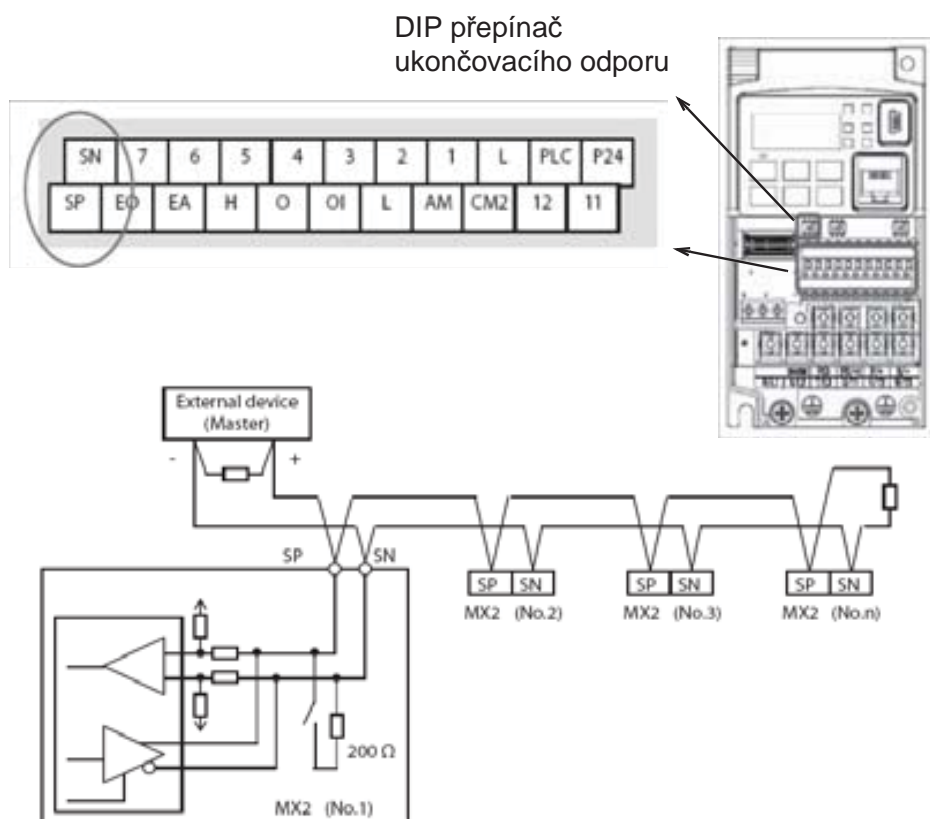 DIP přepínač
ukončovacího odporu
SN 7 6 5 4 3 2 1 L PLC P24
SP EO EA H O OI L AM CM2 12 11
External device
(Master)
- +
SP SN
SP SN
MX2 (No.2)
SP SN
MX2 (No.3)
SP SN
MX2 (No.n)
200 Ω
MX2 (No.1)